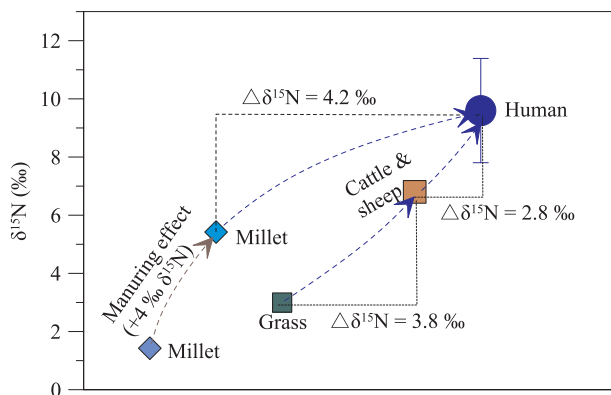 12
10
8
6
4
2
0
δ¹⁵N (‰)
△δ¹⁵N = 4.2 ‰
Human
Cattle &
sheep
△δ¹⁵N = 2.8 ‰
Manuring effect
(+4 ‰ δ¹⁵N)
Millet
Grass
△δ¹⁵N = 3.8 ‰
Millet